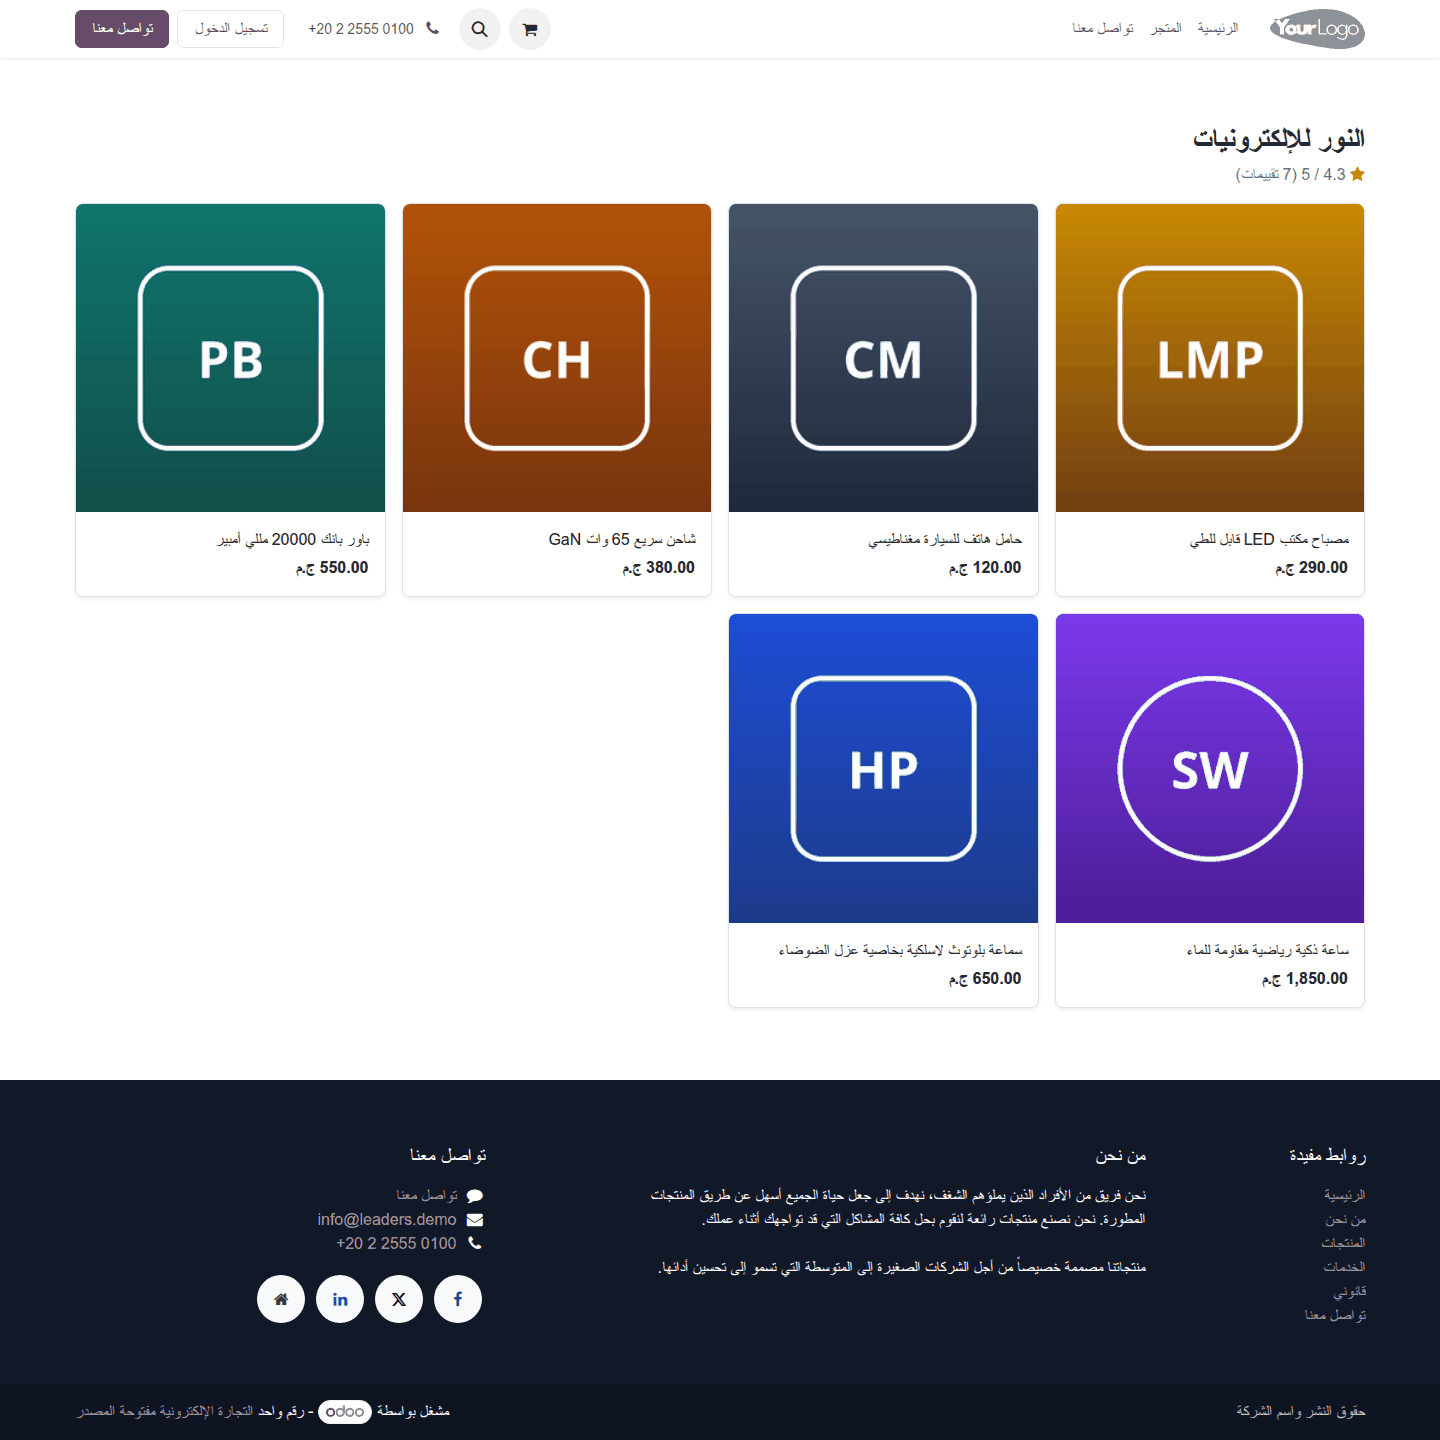 YourLogo
الرئيسية
المتجر
تواصل معنا
+20 2 2555 0100
تسجيل الدخول
تواصل معنا
النور للإلكترونيات
4.3 / 5 (7 تقييمات)
LMP
مصباح مكتب LED قابل للطي
290.00 ج.م
CM
حامل هاتف للسيارة مغناطيسي
120.00 ج.م
CH
شاحن سريع 65 وات GaN
380.00 ج.م
PB
باور بانك 20000 مللي أمبير
550.00 ج.م
SW
ساعة ذكية رياضية مقاومة للماء
1,850.00 ج.م
HP
سماعة بلوتوث لاسلكية بخاصية عزل الضوضاء
650.00 ج.م
روابط مفيدة
الرئيسية
من نحن
المنتجات
الخدمات
قانوني
تواصل معنا
من نحن
نحن فريق من الأفراد الذين يملؤهم الشغف، نهدف إلى جعل حياة الجميع أسهل عن طريق المنتجات
المطورة. نحن نصنع منتجات رائعة لنقوم بحل كافة المشاكل التي قد تواجهك أثناء عملك.
منتجاتنا مصممة خصيصاً من أجل الشركات الصغيرة إلى المتوسطة التي تسمو إلى تحسين أدائها.
تواصل معنا
تواصل معنا
info@leaders.demo
+20 2 2555 0100
حقوق النشر واسم الشركة
مشغل بواسطة odoo - رقم واحد التجارة الإلكترونية مفتوحة المصدر